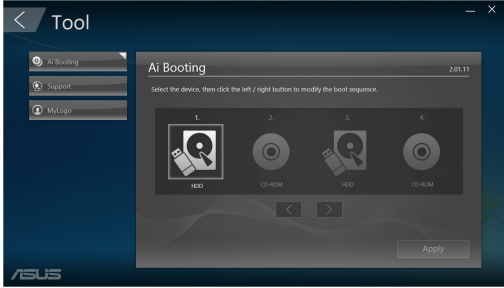 Tool
Ai Booting
Support
MyLogo
Ai Booting
2.01.11
Select the device, then click the left / right button to modify the boot sequence.
1. 2. 3. 4.
HDD CD-ROM HDD CD-ROM
Apply
ASUS